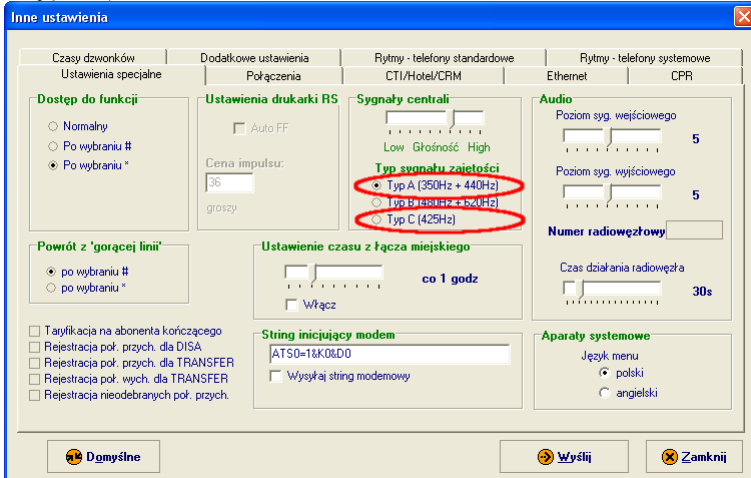 Inne ustawienia
Czasy dzwonków
Dodatkowe ustawienia
Rytmy - telefony standardowe
Rytmy - telefony systemowe
Ustawienia specjalne
Połączenia
CTI/Hotel/CRM
Ethernet
CPR
Dostęp do funkcji
Normalny
Po wybraniu #
Po wybraniu *
Ustawienia drukarki RS
Auto FF
Cena impulsu:
36
groszy
Sygnały centrali
Low Głośność High
Typ sygnału zajętości
Typ A (350Hz + 440Hz)
Typ B (480Hz + 620Hz)
Typ C (425Hz)
Audio
Poziom syg. wejściowego
5
Poziom syg. wyjściowego
5
Numer radiowęzłowy
Czas działania radiowęzła
30s
Powrót z 'gorącej linii'
po wybraniu #
po wybraniu *
Ustawienie czasu z łącza miejskiego
co 1 godz
Włącz
Taryfikacja na abonenta kończącego
Rejestracja poł. przych. dla DISA
Rejestracja poł. przych. dla TRANSFER
Rejestracja poł. wych. dla TRANSFER
Rejestracja nieodebranych poł. przych.
String inicjujący modem
ATS0=1&K0&D0
Wysyłaj string modemowy
Aparaty systemowe
Język menu
polski
angielski
Domyślne
Wyślij
Zamknij